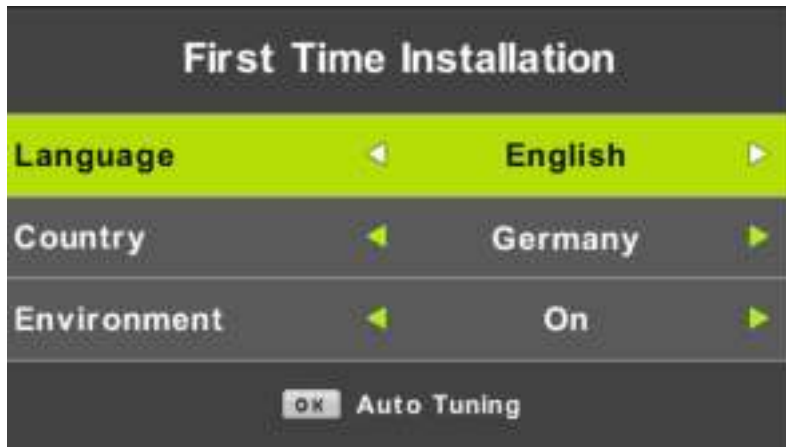 First Time Installation
Language English
Country Germany
Environment On
OK Auto Tuning